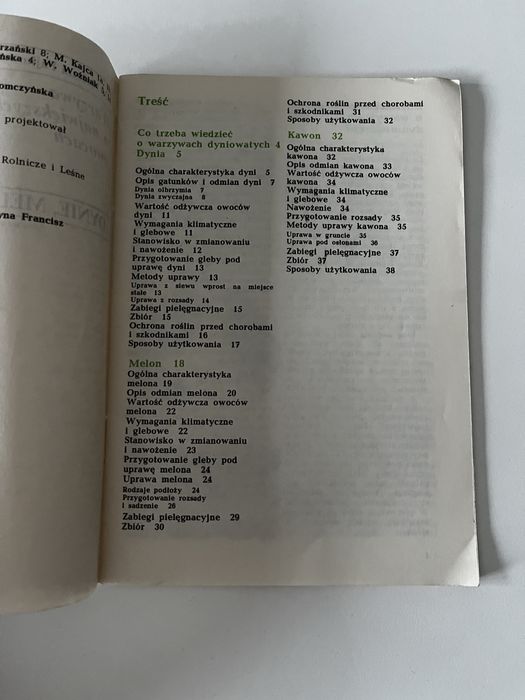 rzański 8; M. Kajca
ńska 4; W. Woźniak
omczyńska
projektował
Rolnicze i Leśne
yna Francisz
Treść
Co trzeba wiedzieć
o warzywach dyniowatych 4
Dynia 5
Ogólna charakterystyka dyni 5
Opis gatunków i odmian dyni 7
Dynia olbrzymia 7
Dynia zwyczajna 8
Wartość odżywcza owoców
dyni 11
Wymagania klimatyczne
i glebowe 11
Stanowisko w zmianowaniu
i nawożenie 12
Przygotowanie gleby pod
uprawę dyni 13
Metody uprawy 13
Uprawa z siewu wprost na miejsce
stałe 13
Uprawa z rozsady 14
Zabiegi pielęgnacyjne 15
Zbiór 15
Ochrona roślin przed chorobami
i szkodnikami 16
Sposoby użytkowania 17
Melon 18
Ogólna charakterystyka
melona 19
Opis odmian melona 20
Wartość odżywcza owoców
melona 22
Wymagania klimatyczne
i glebowe 22
Stanowisko w zmianowaniu
i nawożenie 23
Przygotowanie gleby pod
uprawę melona 24
Uprawa melona 24
Rodzaje podłoży 24
Przygotowanie rozsady
i sadzenie 26
Zabiegi pielęgnacyjne 29
Zbiór 30
Ochrona roślin przed chorobami
i szkodnikami 31
Sposoby użytkowania 32
Kawon 32
Ogólna charakterystyka
kawona 32
Opis odmian kawona 33
Wartość odżywcza owoców
kawona 34
Wymagania klimatyczne
i glebowe 34
Nawożenie 34
Przygotowanie rozsady 35
Metody uprawy kawona 35
Uprawa w gruncie 35
Uprawa pod osłonami 36
Zabiegi pielęgnacyjne 37
Zbiór 37
Sposoby użytkowania 38